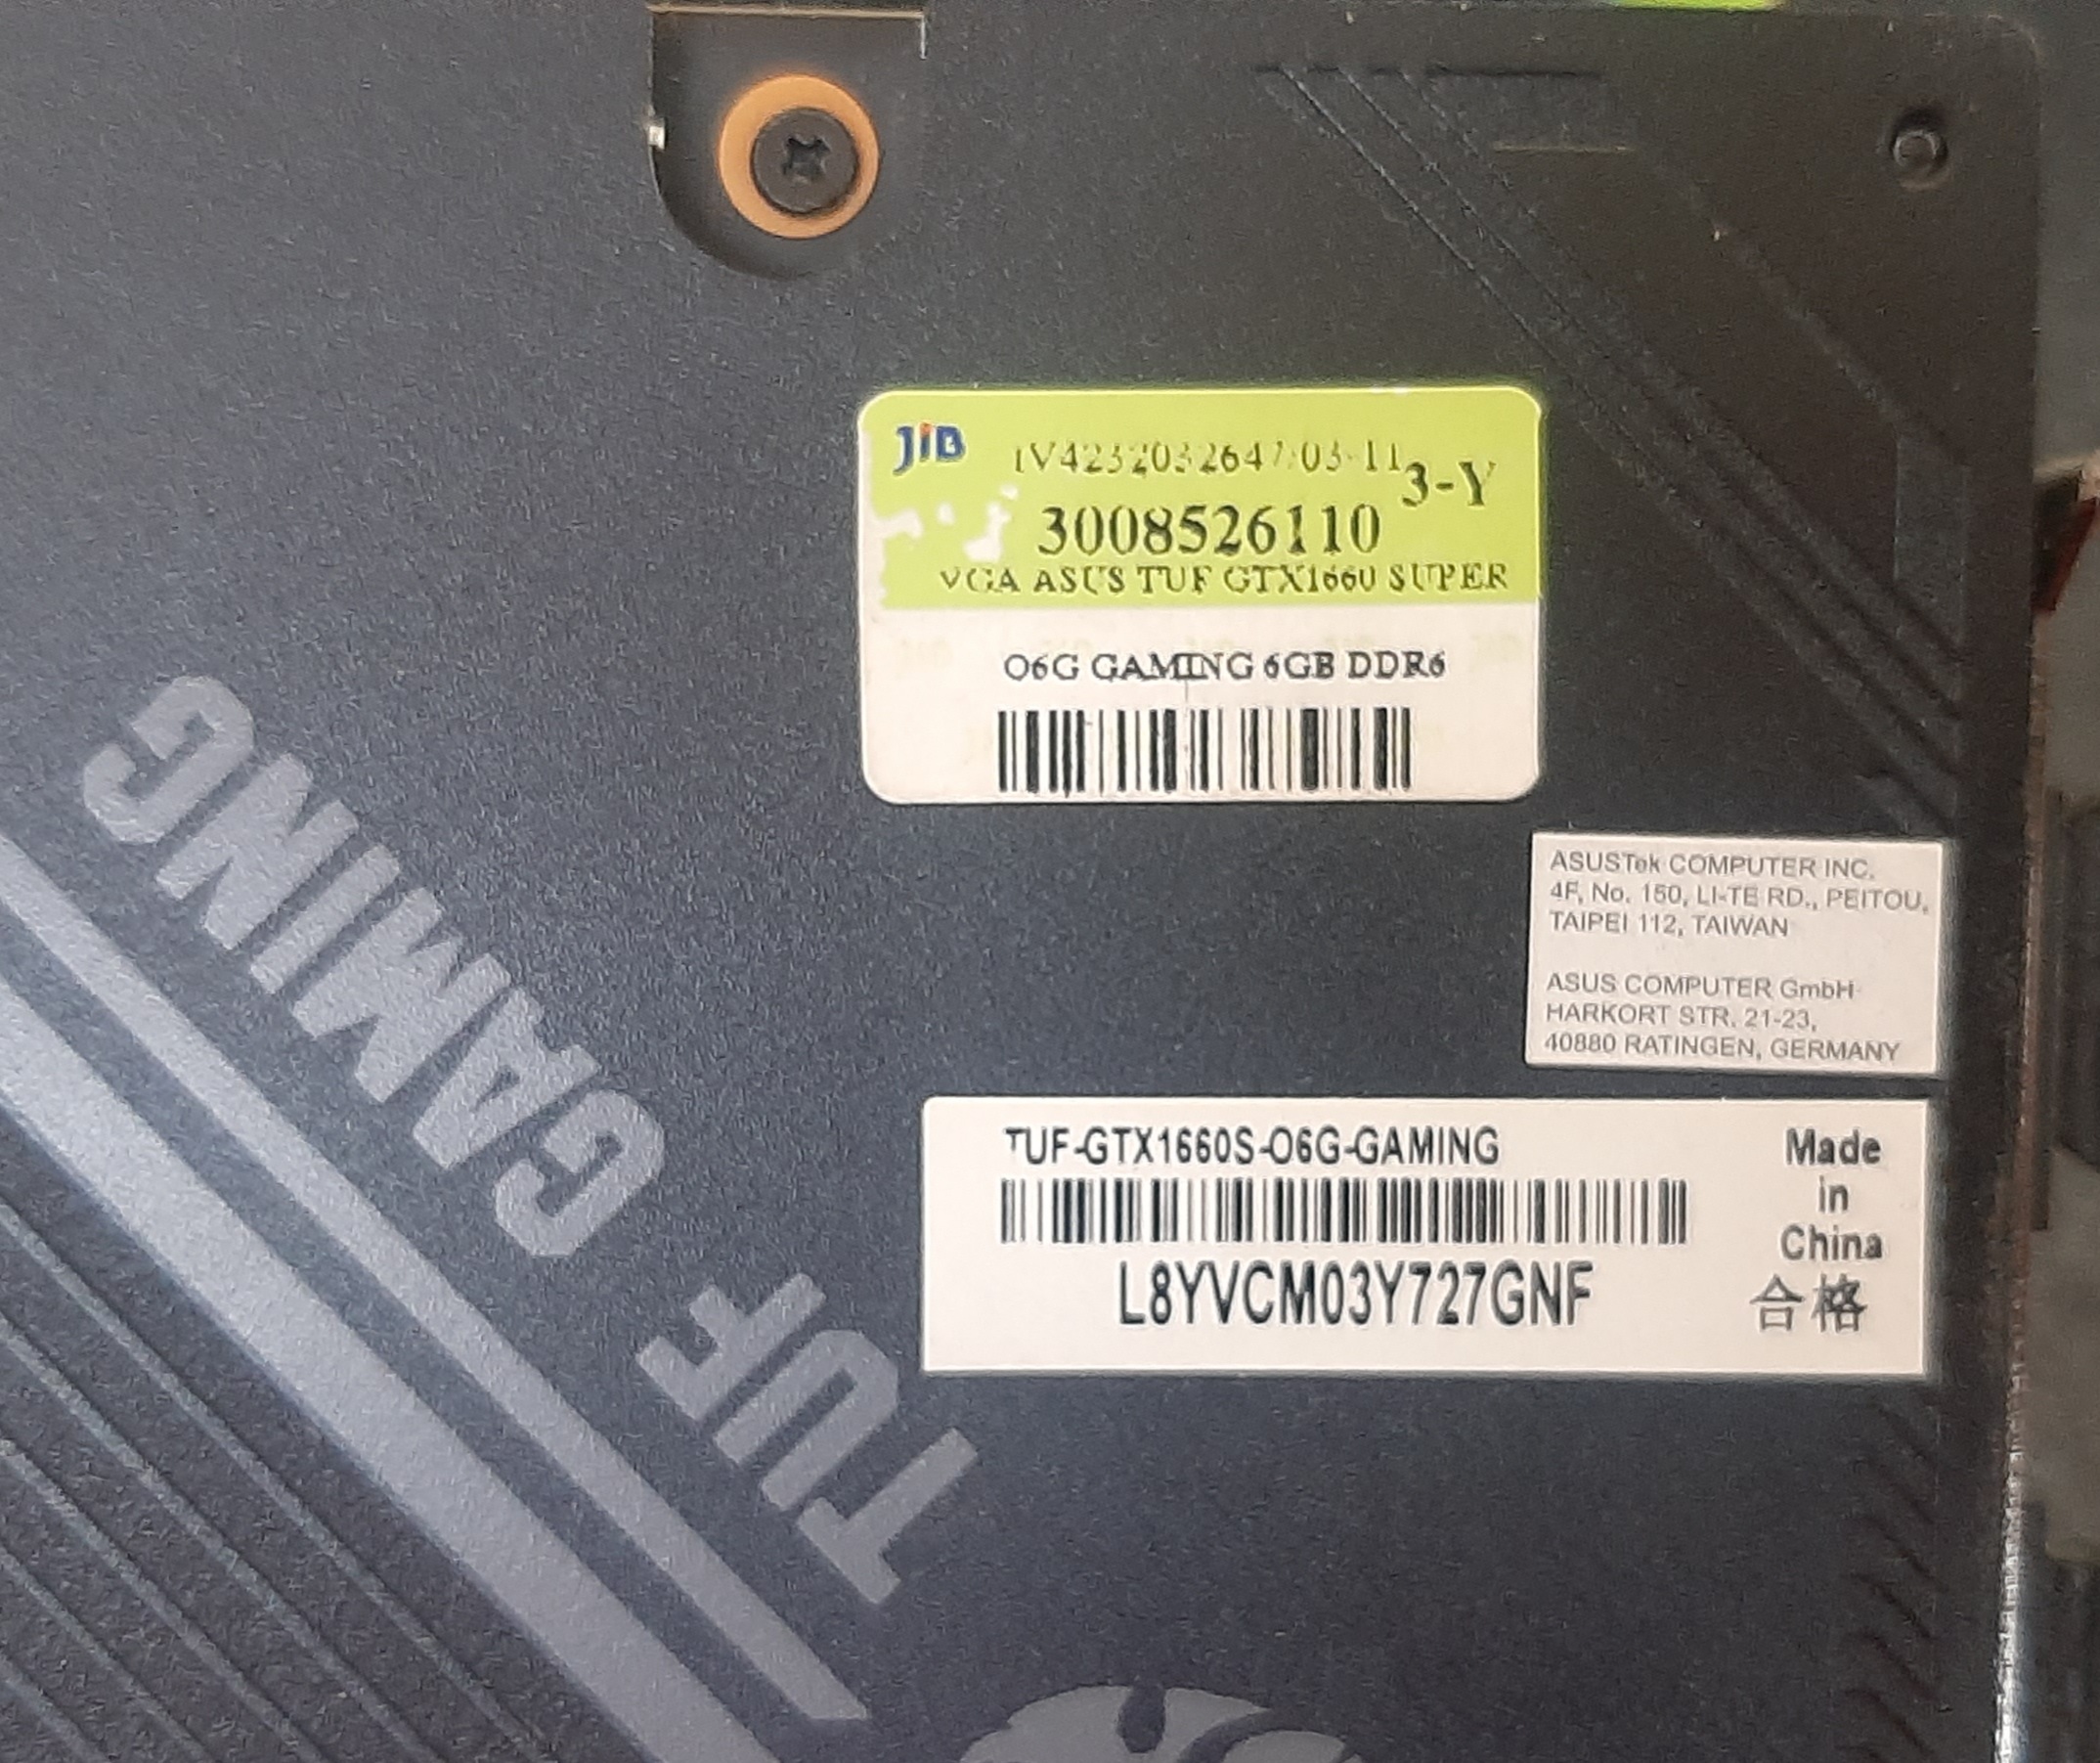 JIB
3-Y
3008526110
VGA ASUS TUF GTX1660 SUPER
O6G GAMING 6GB DDR6
ASUSTek COMPUTER INC.
4F, No. 150, LI-TE RD., PEITOU,
TAIPEI 112, TAIWAN
ASUS COMPUTER GmbH
HARKORT STR. 21-23,
40880 RATINGEN, GERMANY
TUF-GTX1660S-O6G-GAMING
L8YVCM03Y727GNF
Made
in
China
合格
TUF GAMING